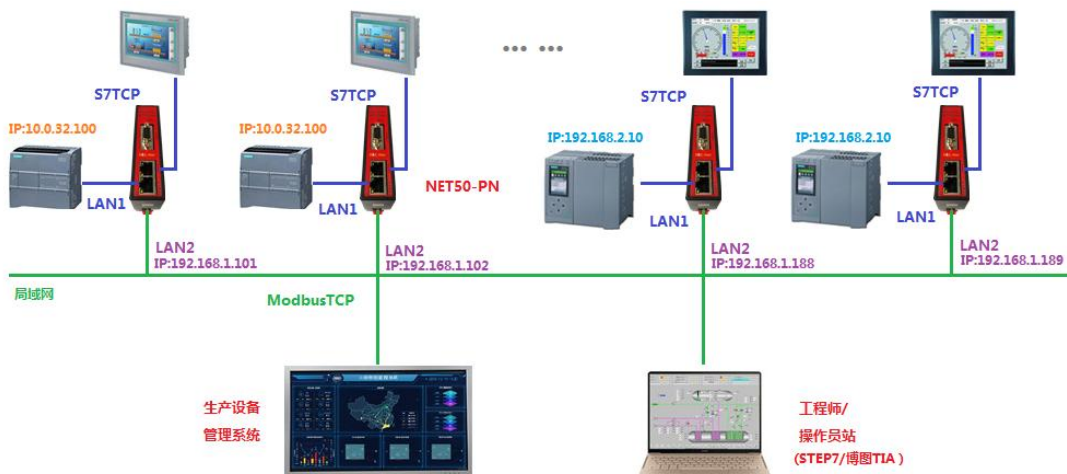 ... ...
S7TCP
S7TCP
S7TCP
S7TCP
IP:10.0.32.100
IP:10.0.32.100
IP:192.168.2.10
IP:192.168.2.10
NET50-PN
LAN1
LAN1
LAN1
LAN1
LAN2
IP:192.168.1.101
LAN2
IP:192.168.1.102
LAN2
IP:192.168.1.188
LAN2
IP:192.168.1.189
局域网
ModbusTCP
生产设备
管理系统
工程师/
操作员站
(STEP7/博图TIA)